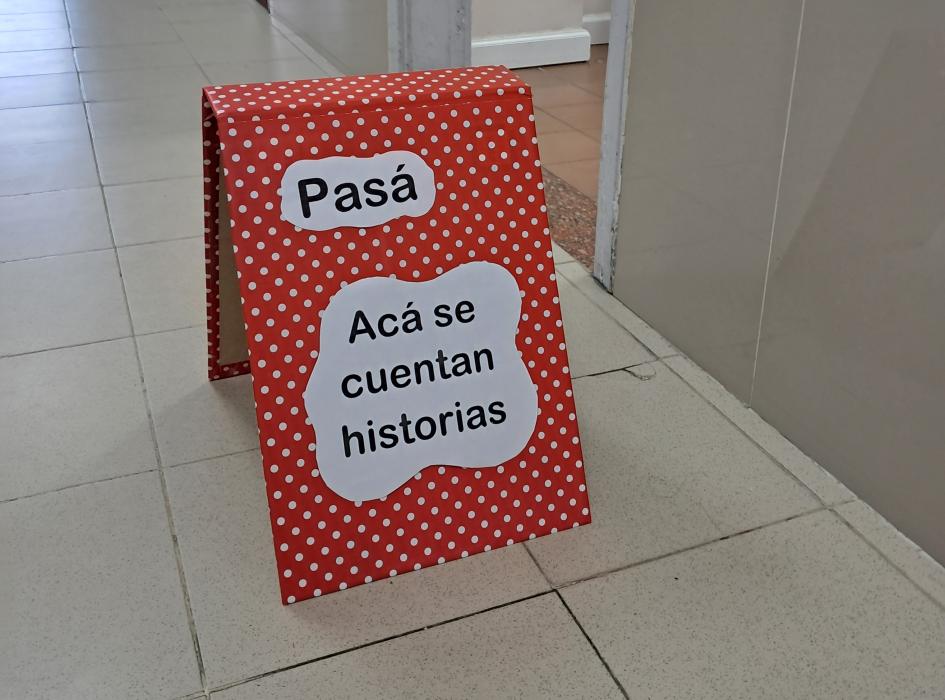 Pasá
Acá se
cuentan
historias